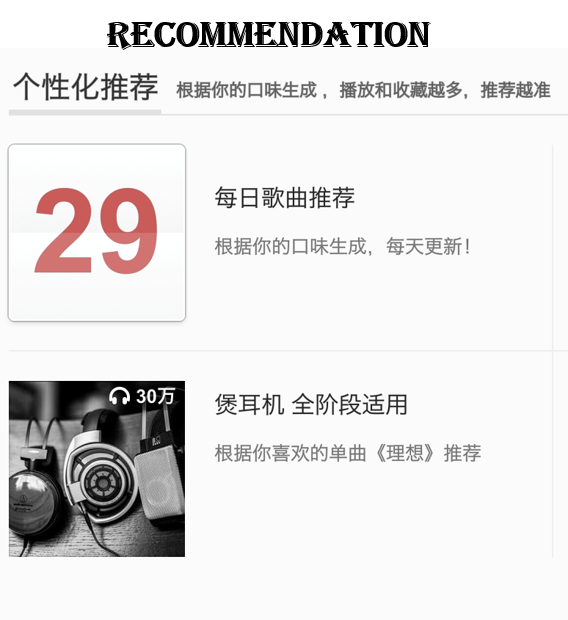 RECOMMENDATION
个性化推荐 根据你的口味生成，播放和收藏越多，推荐越准
29
每日歌曲推荐
根据你的口味生成，每天更新！
30万
煲耳机 全阶段适用
根据你喜欢的单曲《理想》推荐